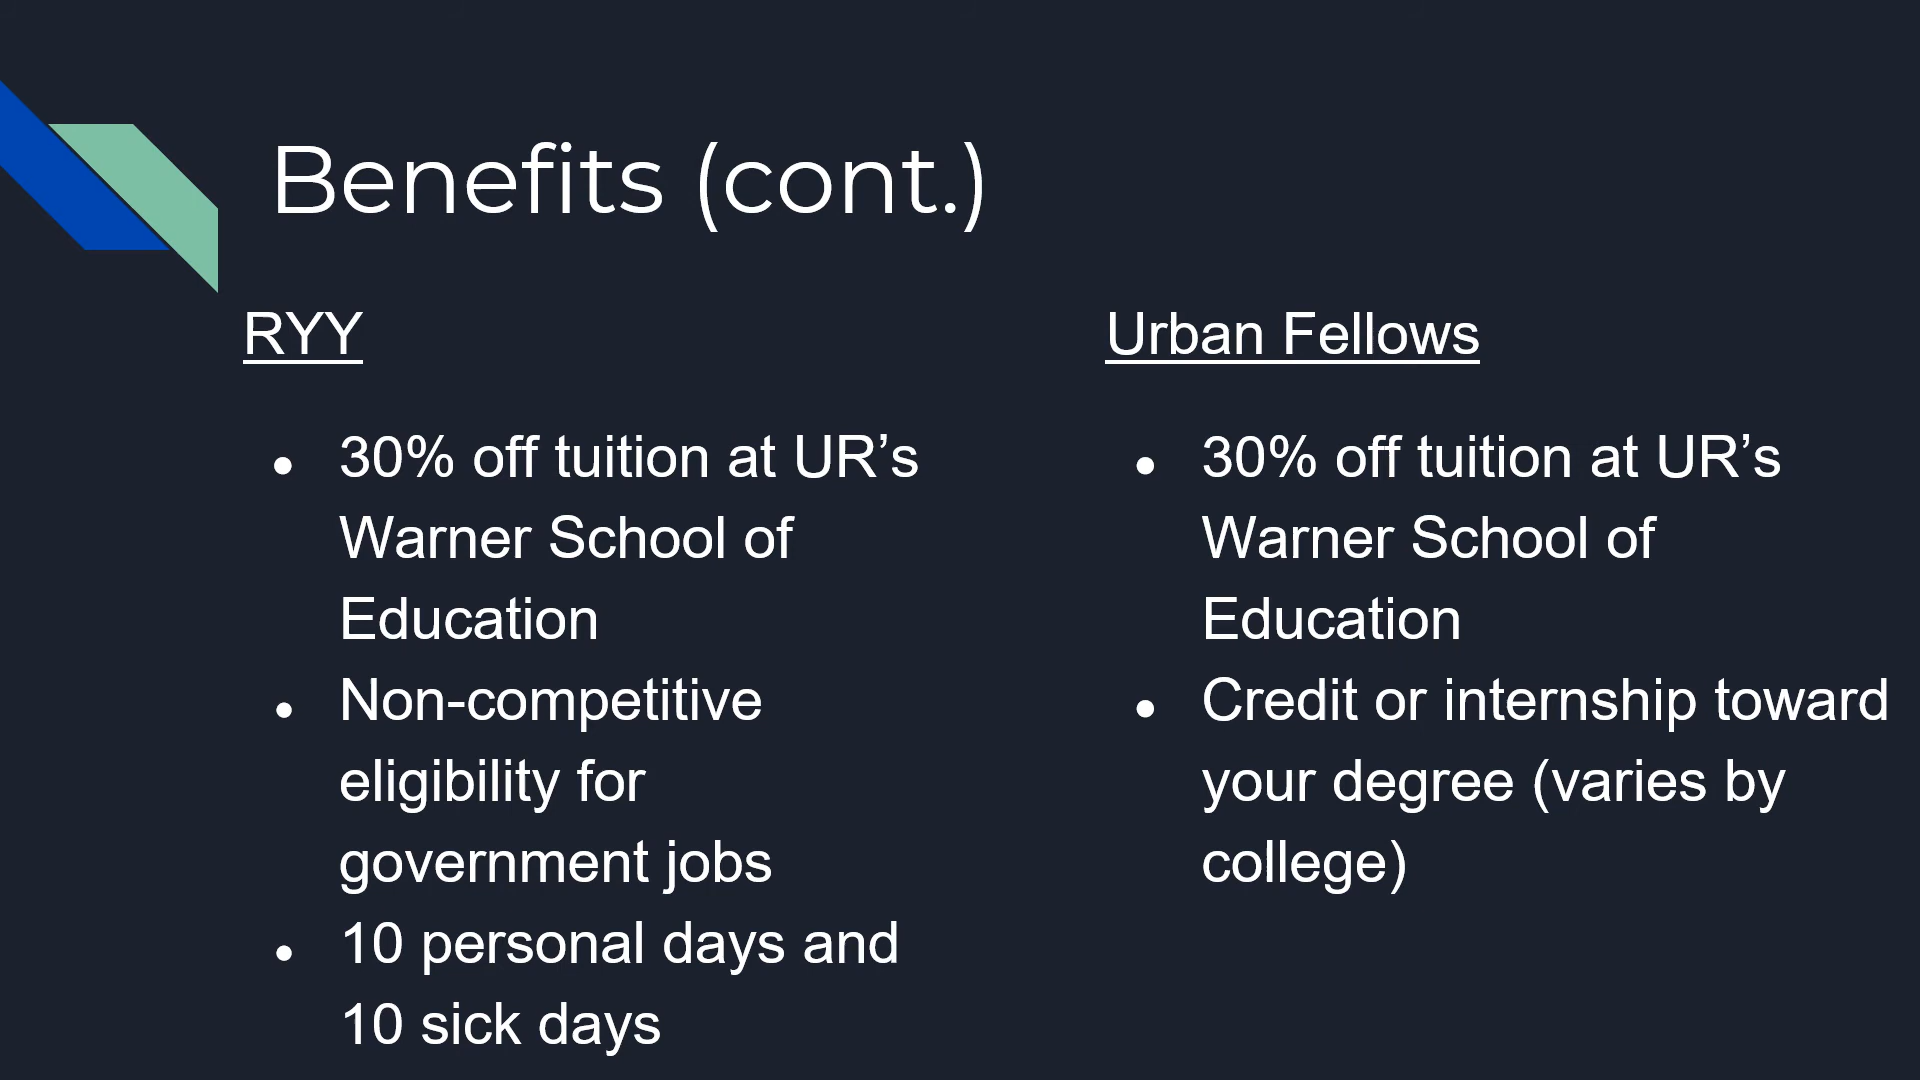 Benefits (cont.)
RYY
● 30% off tuition at UR’s
Warner School of
Education
● Non-competitive
eligibility for
government jobs
● 10 personal days and
10 sick days
Urban Fellows
● 30% off tuition at UR’s
Warner School of
Education
● Credit or internship toward
your degree (varies by
college)